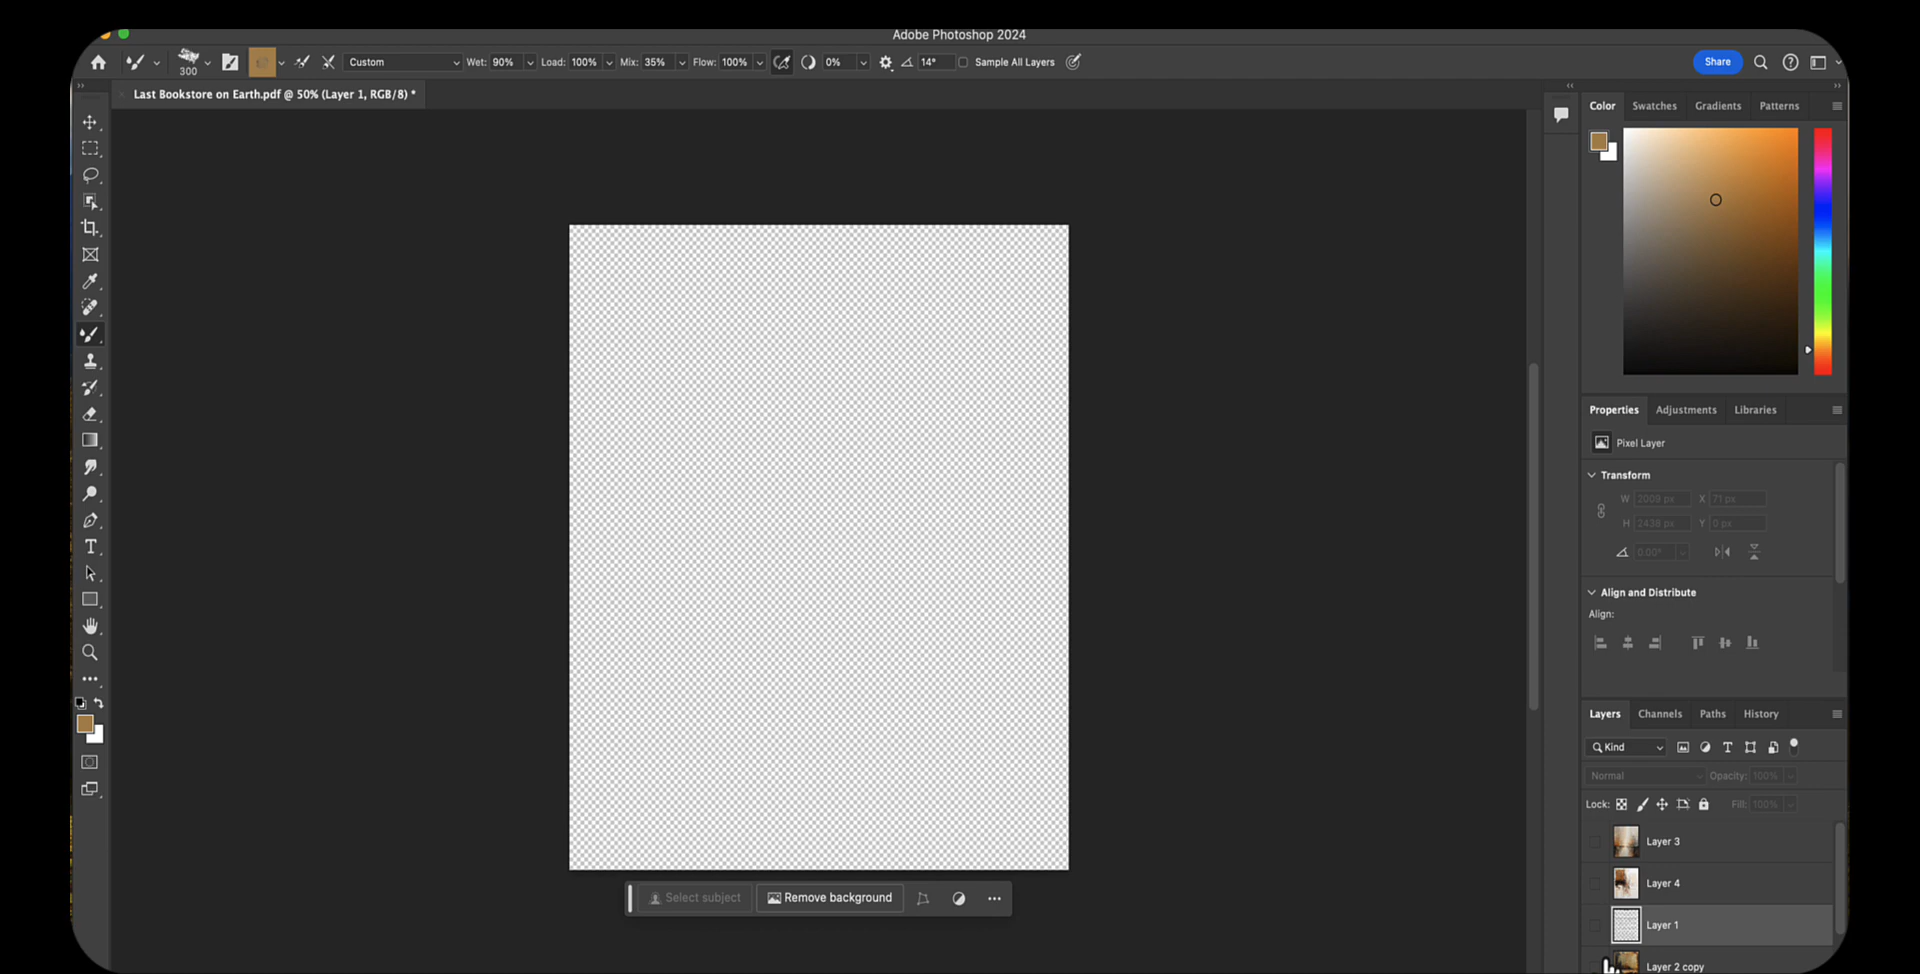 Adobe Photoshop 2024
300
Custom
Wet: 90%
Load: 100%
Mix: 35%
Flow: 100%
0%
14°
Sample All Layers
Share
Last Bookstore on Earth.pdf @ 50% (Layer 1, RGB/8) *
Color
Swatches
Gradients
Patterns
Properties
Adjustments
Libraries
Pixel Layer
Transform
W 2009 px X 71 px
H 2438 px Y 0 px
0.00°
Align and Distribute
Align:
Layers
Channels
Paths
History
Kind
Normal
Opacity: 100%
Lock:
Fill: 100%
Layer 3
Layer 4
Layer 1
Layer 2 copy
Select subject
Remove background